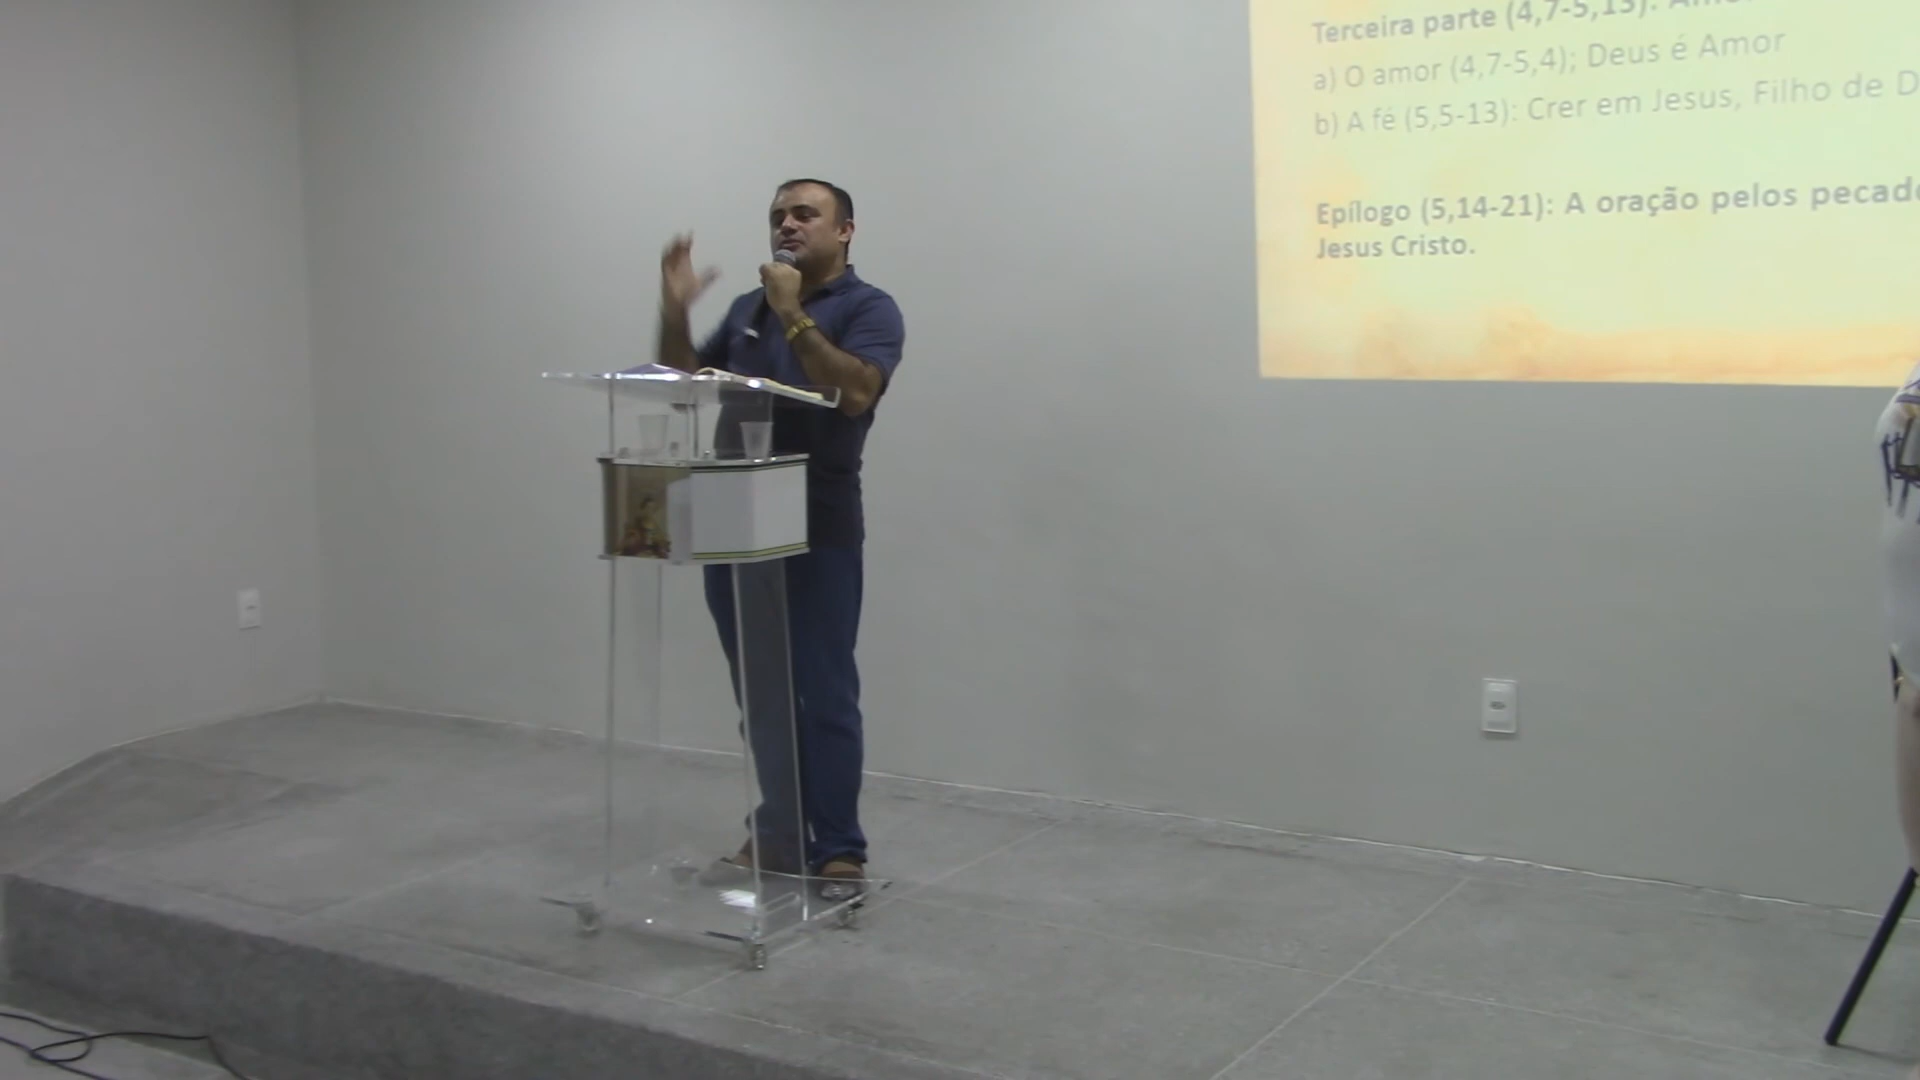 Terceira parte (4,7-5,13):
a) O amor (4,7-5,4); Deus é Amor
b) A fé (5,5-13): Crer em Jesus, Filho de D
Epílogo (5,14-21): A oração pelos pecado
Jesus Cristo.